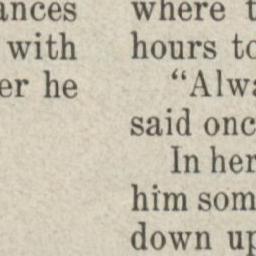 ances
with
er he
where t
hours to
“Alwa
said onc
In her
him som
down up